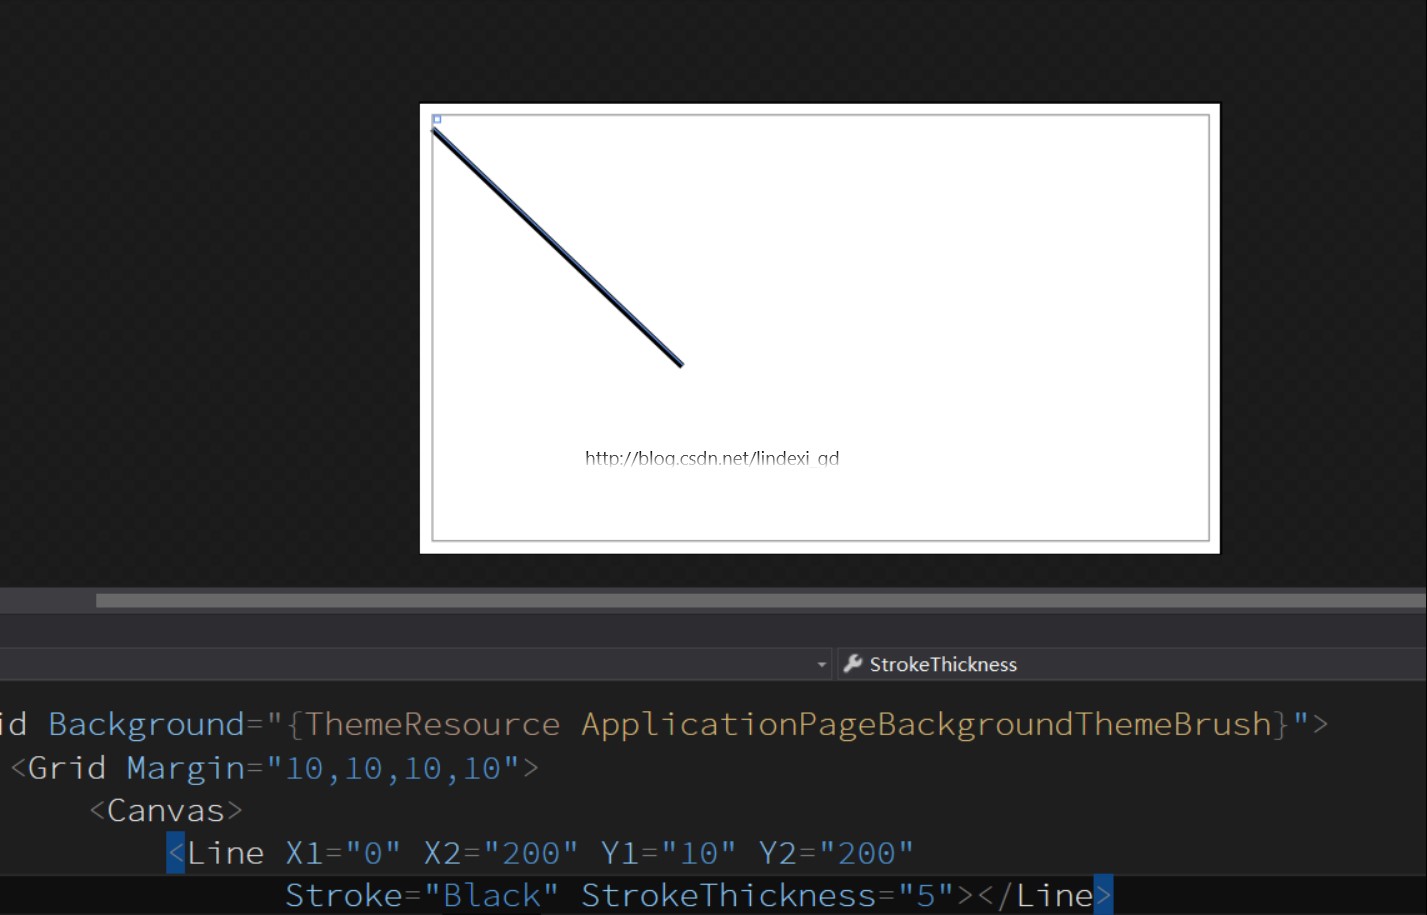 http://blog.csdn.net/lindexi_gd
StrokeThickness
id Background="{ThemeResource ApplicationPageBackgroundThemeBrush}">
<Grid Margin="10,10,10,10">
<Canvas>
<Line X1="0" X2="200" Y1="10" Y2="200"
Stroke="Black" StrokeThickness="5"></Line>